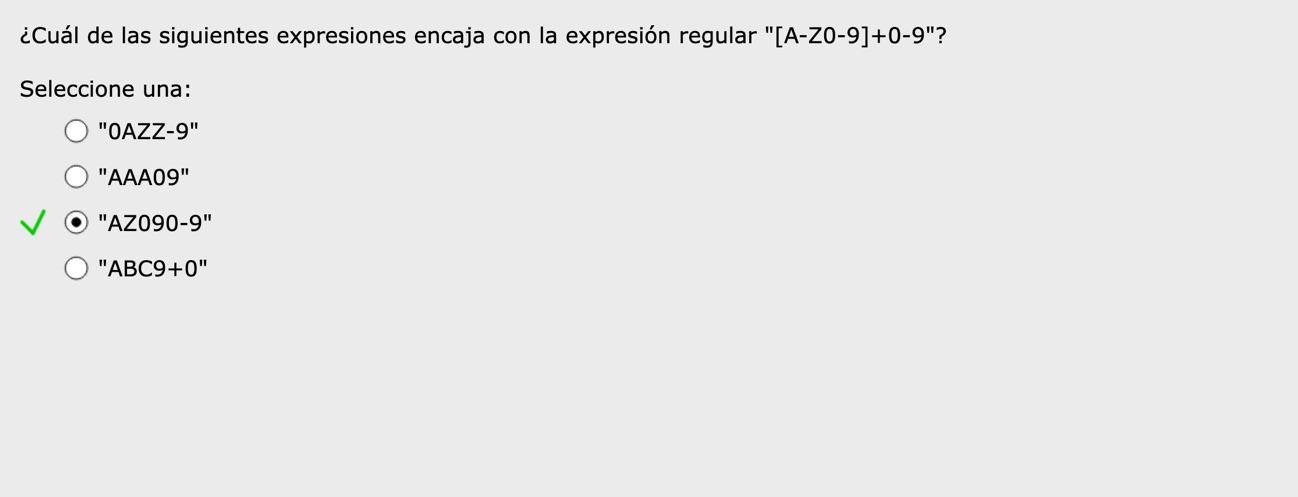 ¿Cuál de las siguientes expresiones encaja con la expresión regular "[A-Z0-9]+0-9"?
Seleccione una:
"0AZZ-9"
"AAA09"
"AZ090-9"
"ABC9+0"